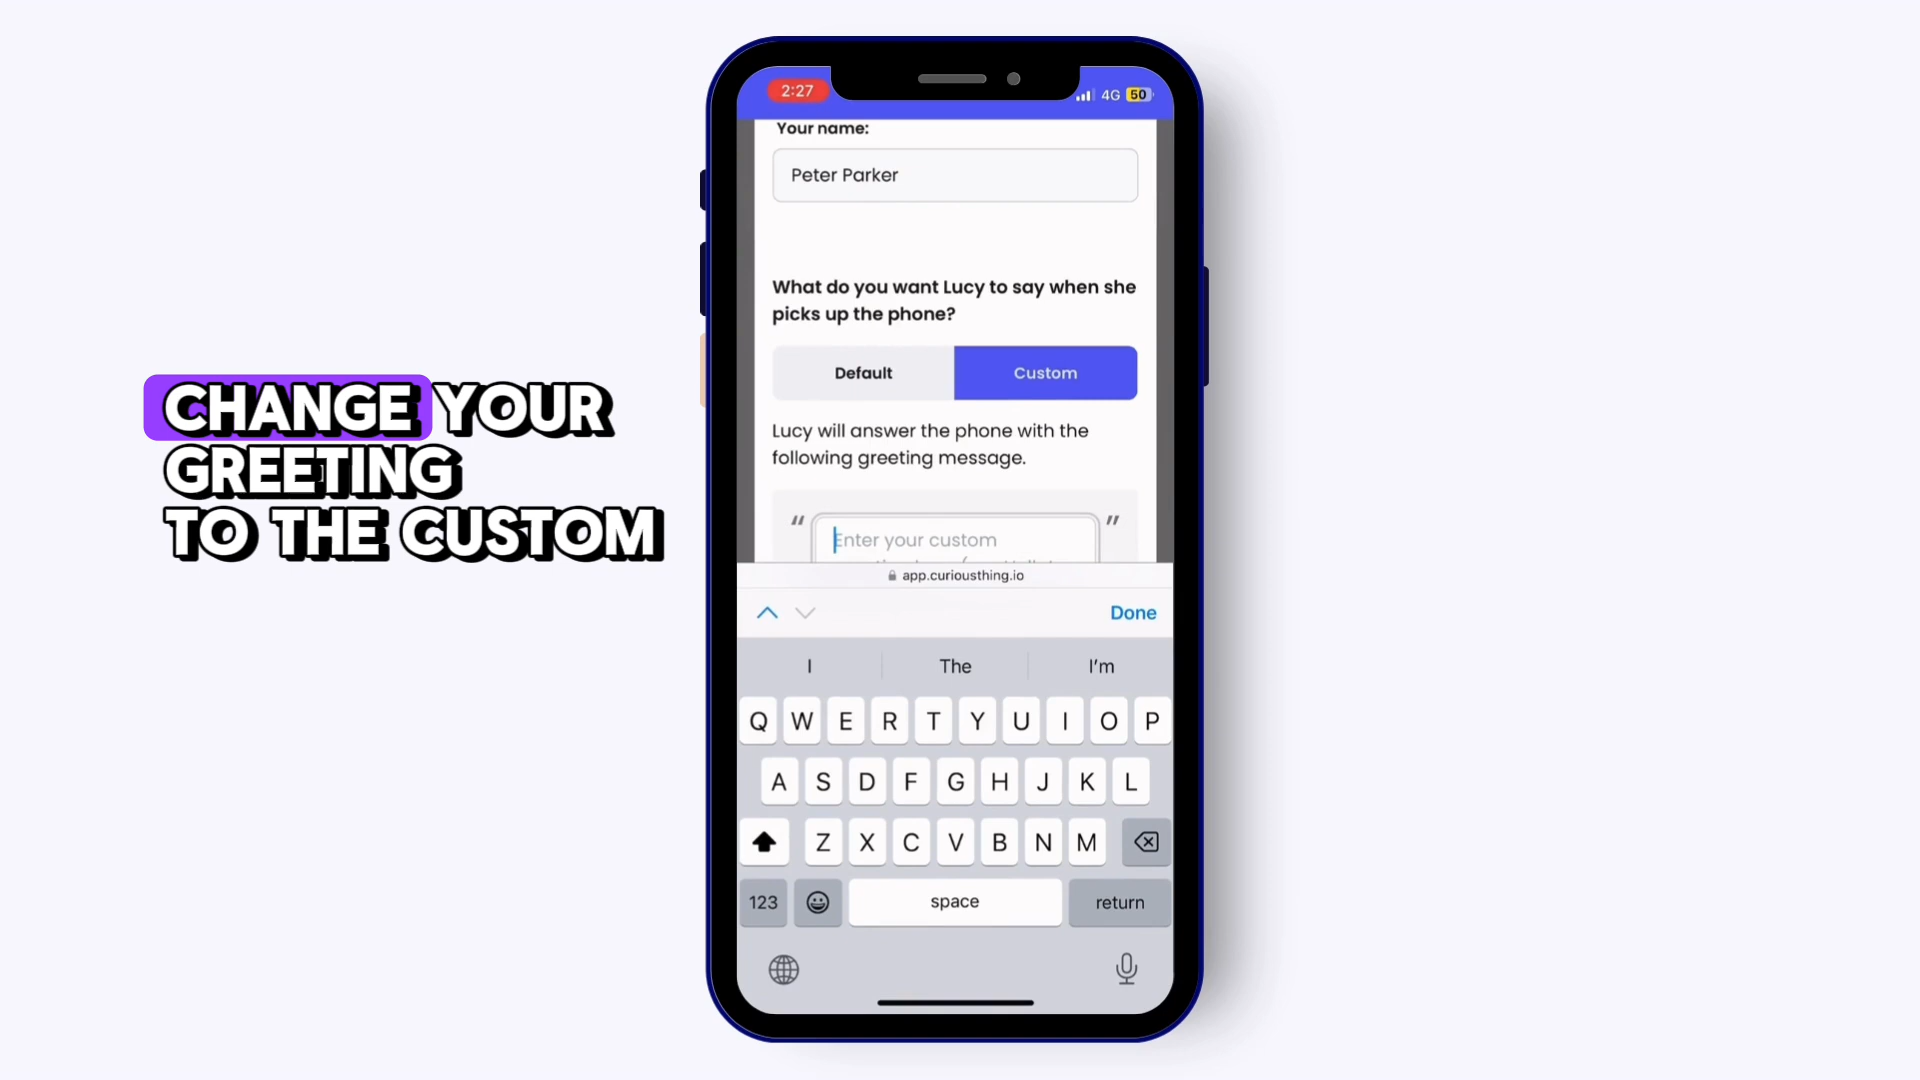 CHANGE YOUR
GREETING
TO THE CUSTOM
2:27
4G 50
Your name:
Peter Parker
What do you want Lucy to say when she
picks up the phone?
Default Custom
Lucy will answer the phone with the
following greeting message.
“ Enter your custom ”
app.curiousthing.io
Done
I The I’m
Q W E R T Y U I O P
A S D F G H J K L
Z X C V B N M
123 space return